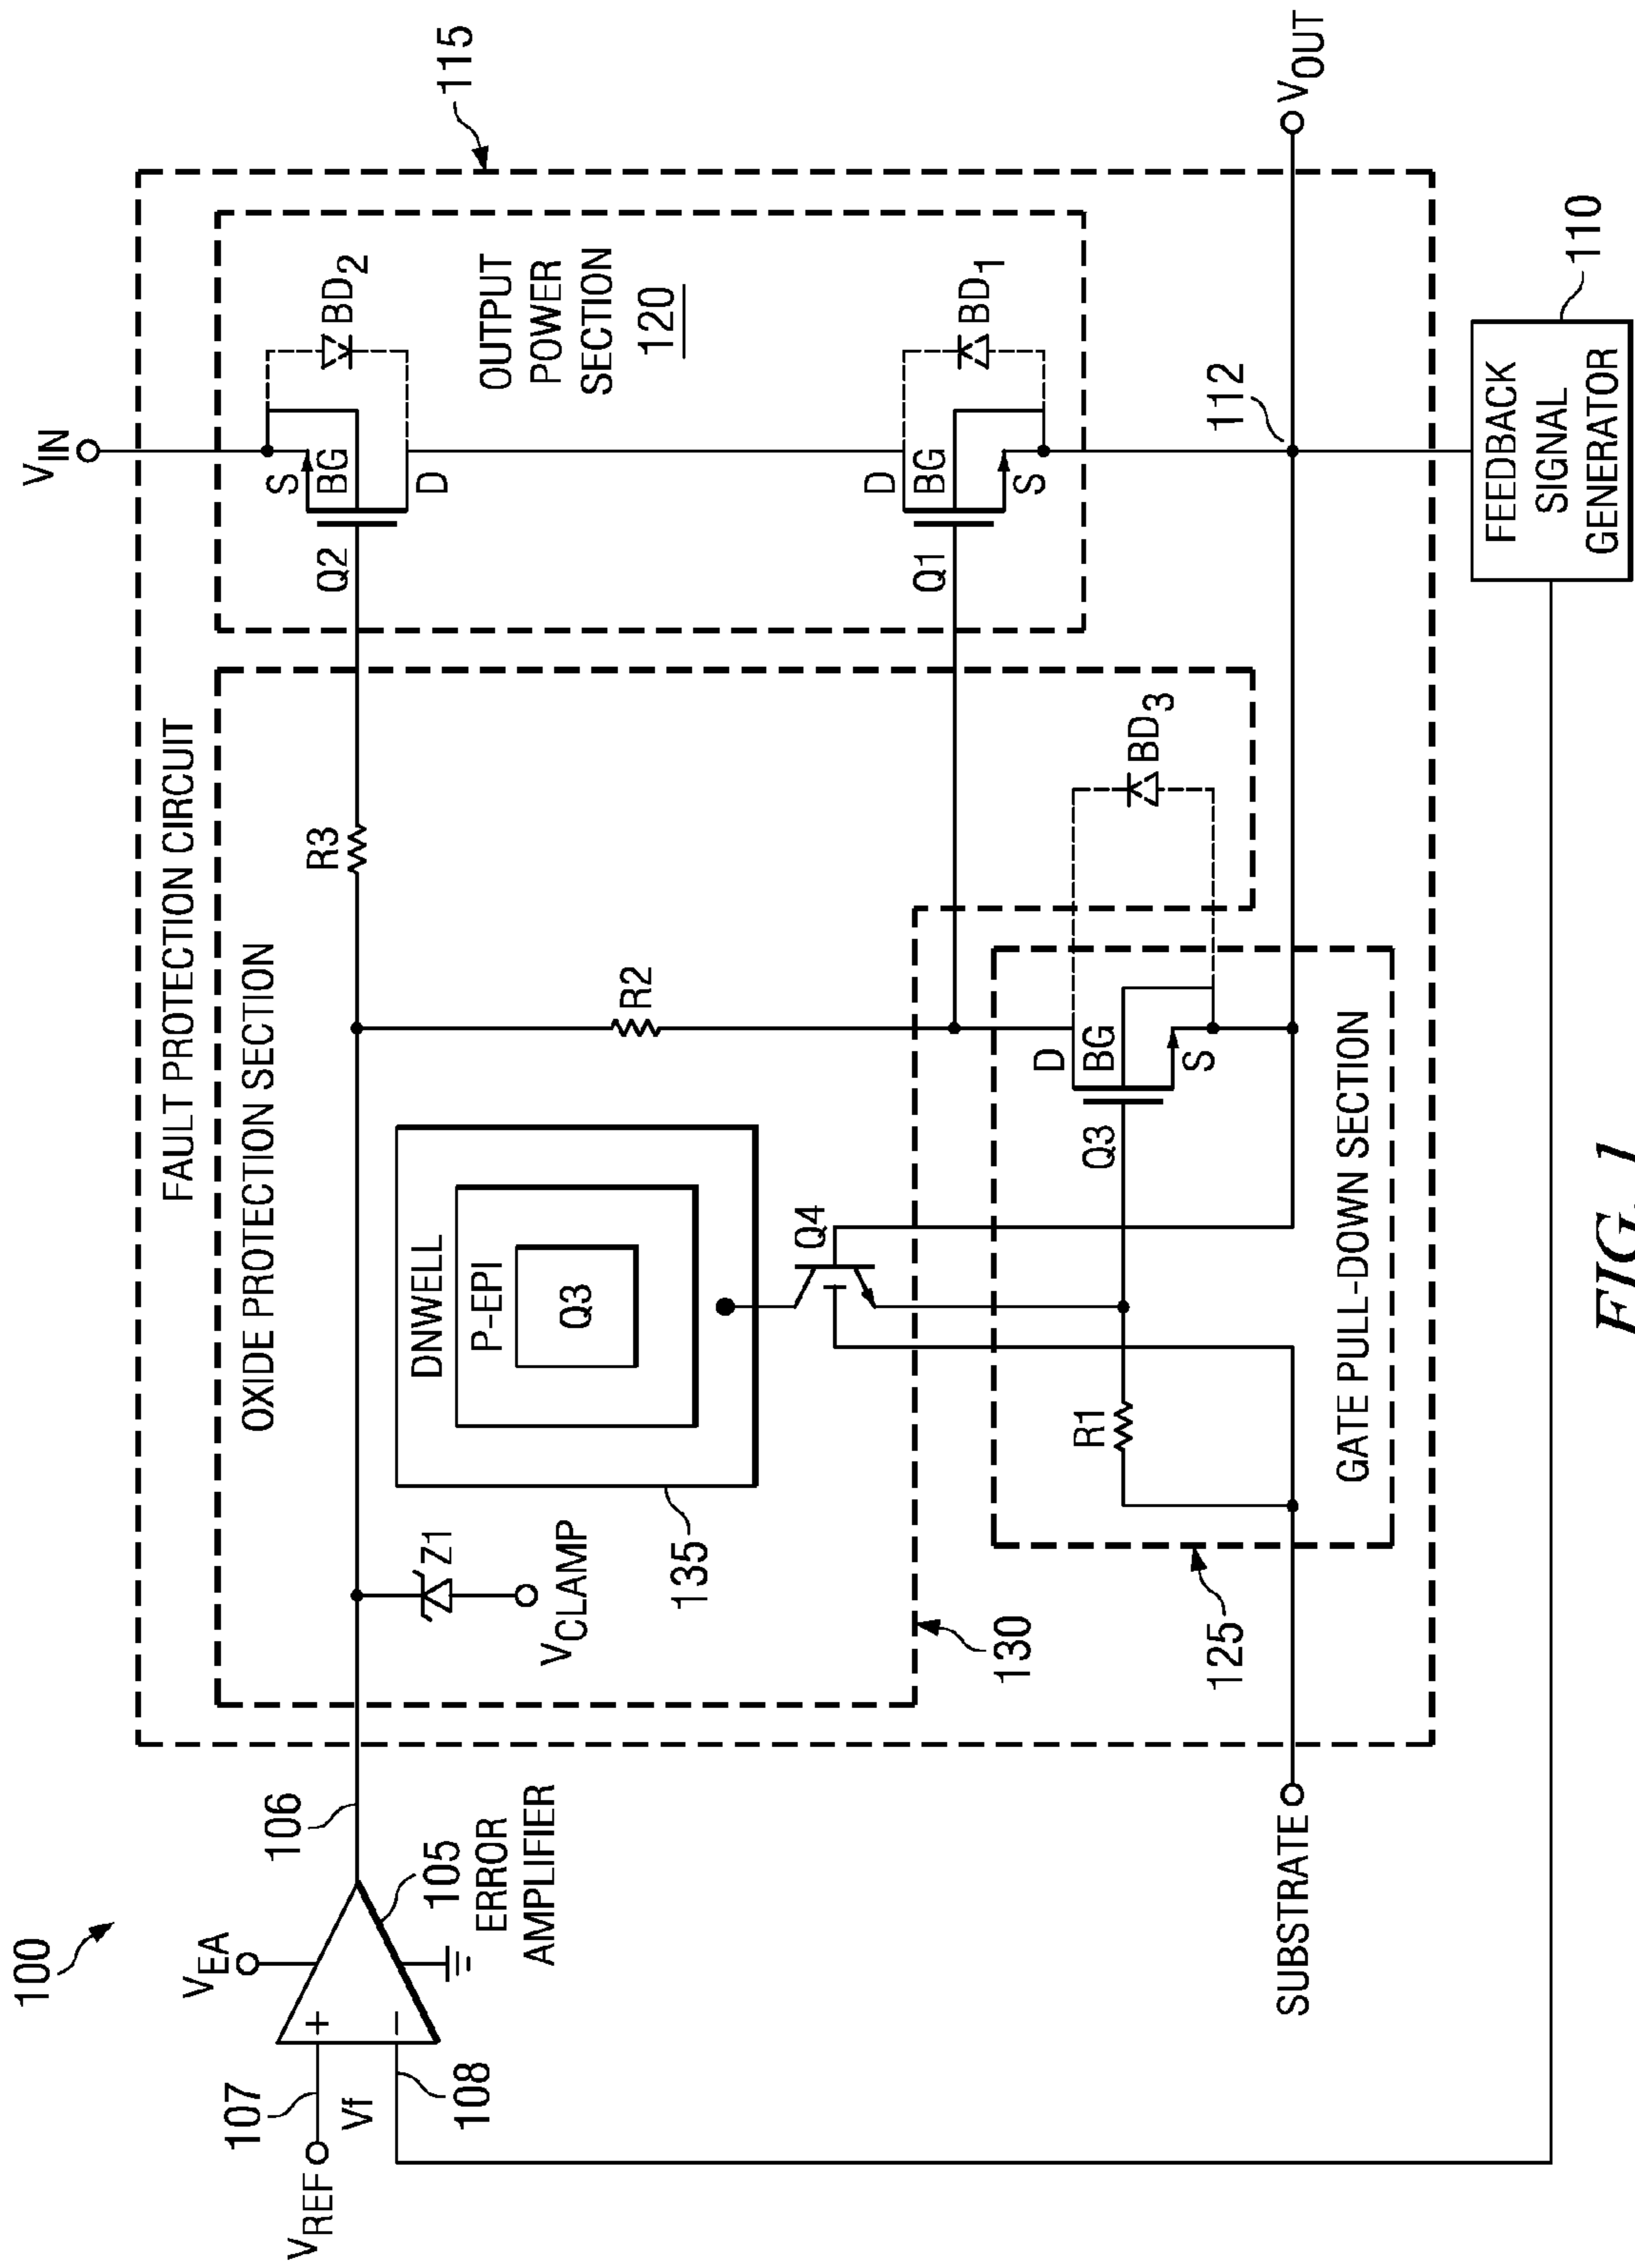 100
FAULT PROTECTION CIRCUIT
115
OXIDE PROTECTION SECTION
VIN
VEA
107
VREF
+
Vf
−
108
105
ERROR
AMPLIFIER
106
Z1
VCLAMP
135
DNWELL
P-EPI
Q3
R3
R2
Q2
S
BG
D
BD2
OUTPUT
POWER
SECTION
120
Q1
D
BG
S
BD1
Q4
130
125
R1
Q3
D
BG
S
BD3
GATE PULL-DOWN SECTION
SUBSTRATE
112
VOUT
FEEDBACK
SIGNAL
GENERATOR
110
FIG. 1